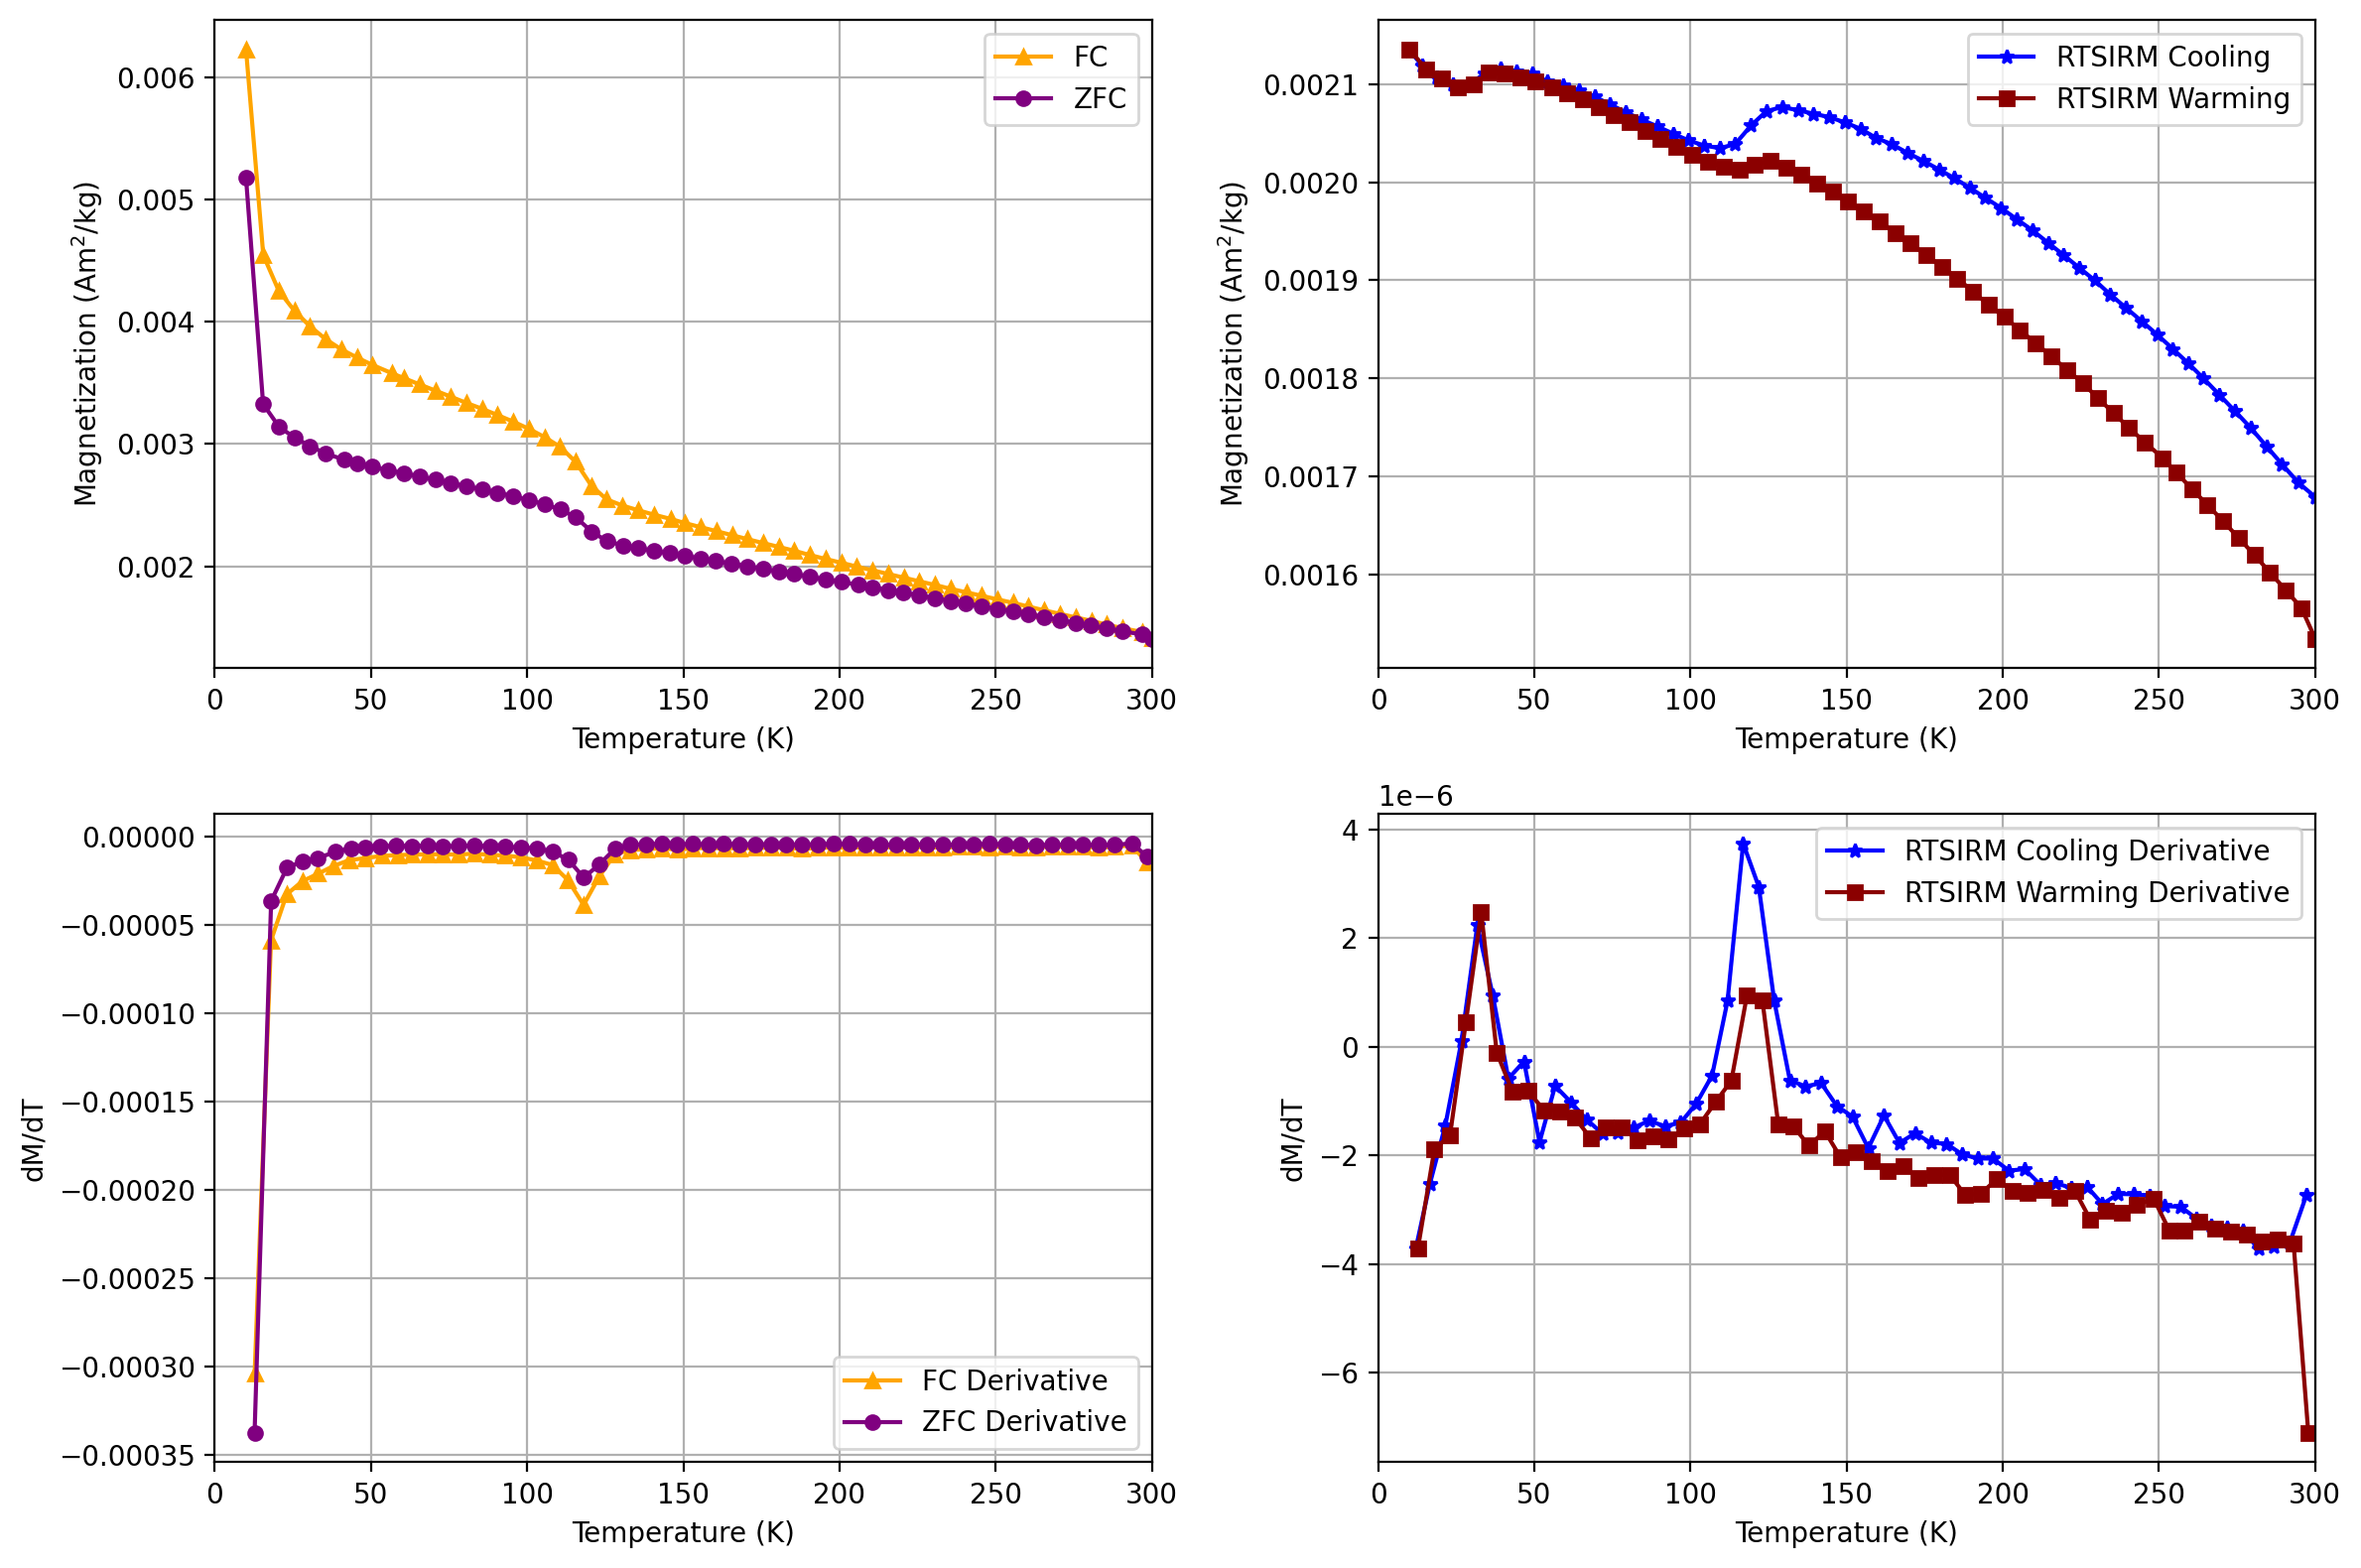 FC
ZFC
0.006
0.005
0.004
0.003
0.002
Magnetization (Am²/kg)
0 50 100 150 200 250 300
Temperature (K)
RTSIRM Cooling
RTSIRM Warming
0.0021
0.0020
0.0019
0.0018
0.0017
0.0016
Magnetization (Am²/kg)
0 50 100 150 200 250 300
Temperature (K)
0.00000
−0.00005
−0.00010
−0.00015
−0.00020
−0.00025
−0.00030
−0.00035
dM/dT
FC Derivative
ZFC Derivative
0 50 100 150 200 250 300
Temperature (K)
1e−6
RTSIRM Cooling Derivative
RTSIRM Warming Derivative
4
2
0
−2
−4
−6
dM/dT
0 50 100 150 200 250 300
Temperature (K)